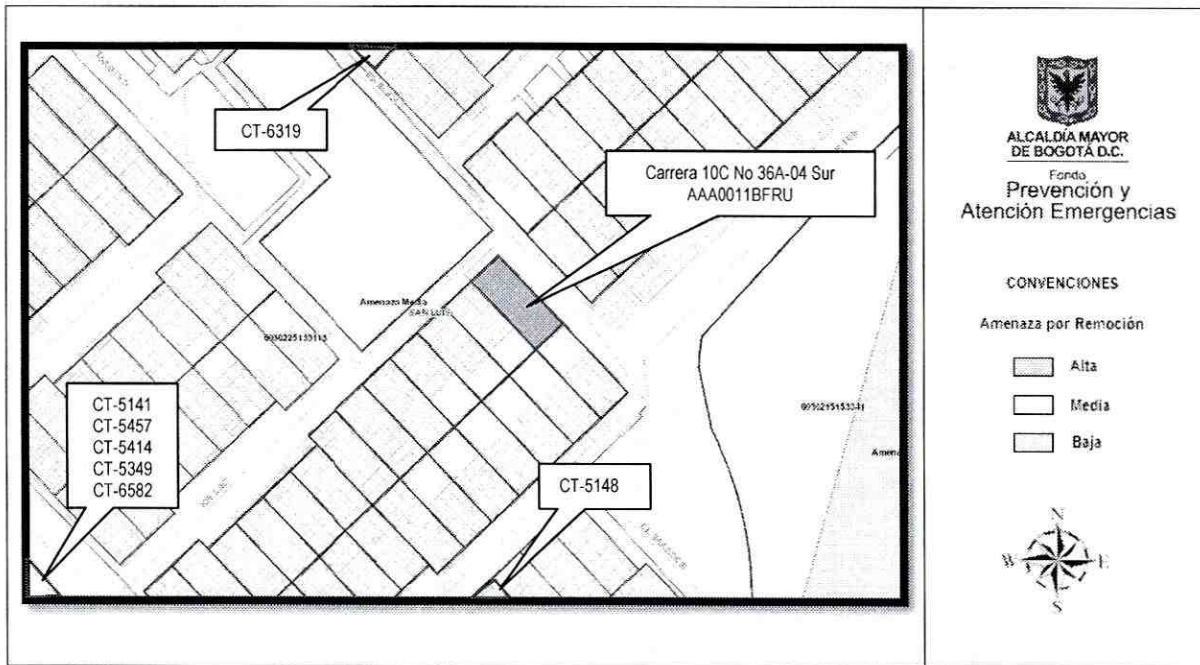 CT-6319
Carrera 10C No 36A-04 Sur
AAA0011BFRU
Amenaza Media
SAN LUIS
CT-5141
CT-5457
CT-5414
CT-5349
CT-6582
CT-5148
ALCALDÍA MAYOR
DE BOGOTÁ D.C.
Fondo
Prevención y
Atención Emergencias
CONVENCIONES
Amenaza por Remoción
Alta
Media
Baja
N
W
E
S